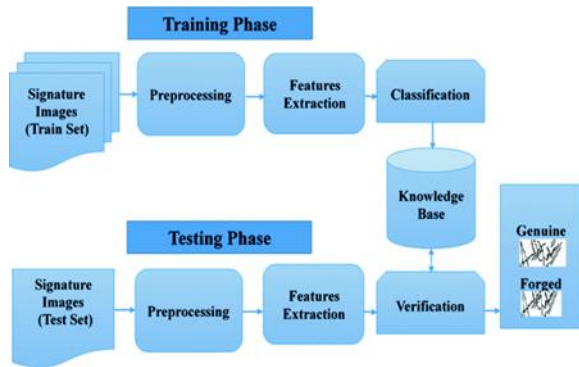 Training Phase
Signature
Images
(Train Set)
Preprocessing
Features
Extraction
Classification
Knowledge
Base
Testing Phase
Signature
Images
(Test Set)
Preprocessing
Features
Extraction
Verification
Genuine
Forged